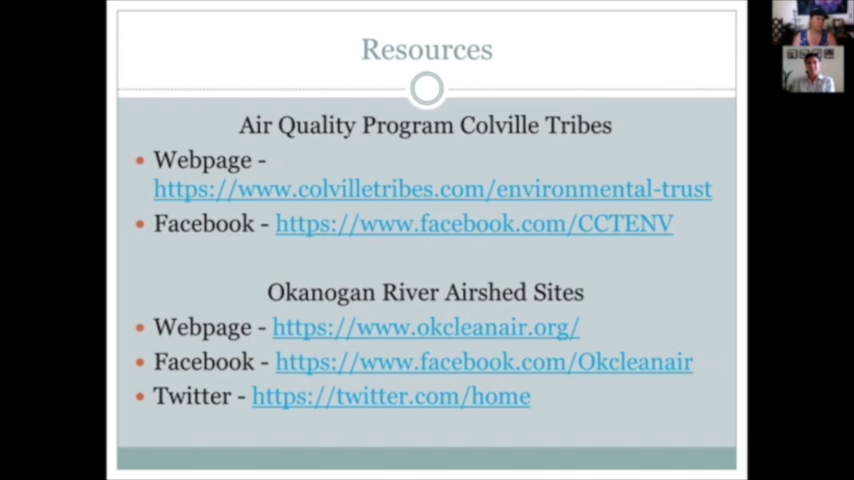 Resources
Air Quality Program Colville Tribes
• Webpage -
https://www.colvilletribes.com/environmental-trust
• Facebook - https://www.facebook.com/CCTENV
Okanogan River Airshed Sites
• Webpage - https://www.okcleanair.org/
• Facebook - https://www.facebook.com/Okcleanair
• Twitter - https://twitter.com/home